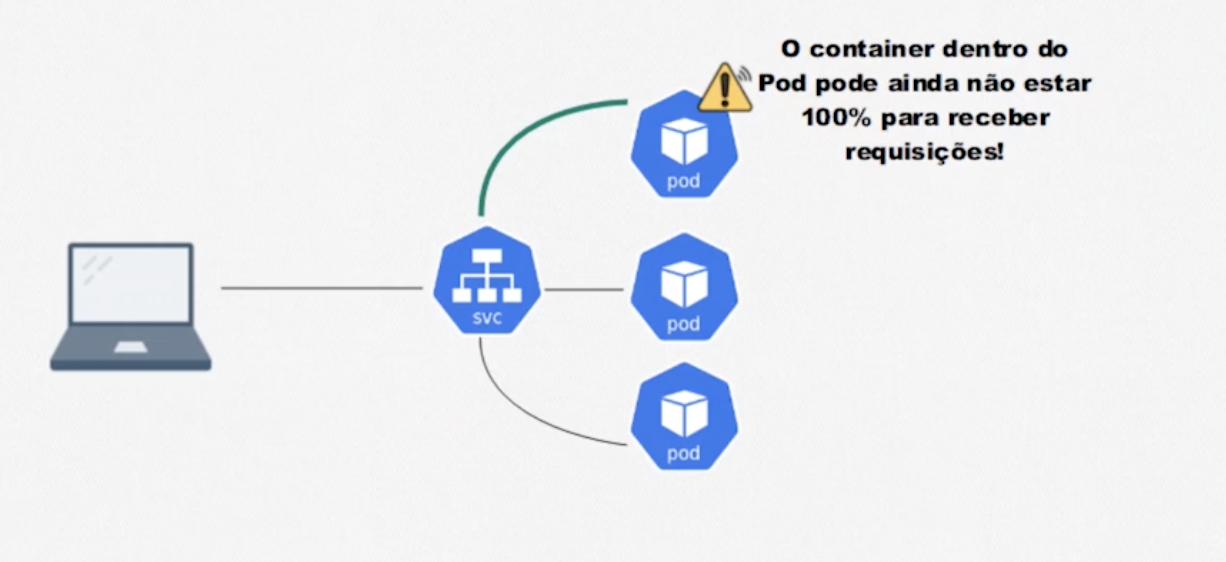 O container dentro do
Pod pode ainda não estar
100% para receber
requisições!
pod
svc
pod
pod